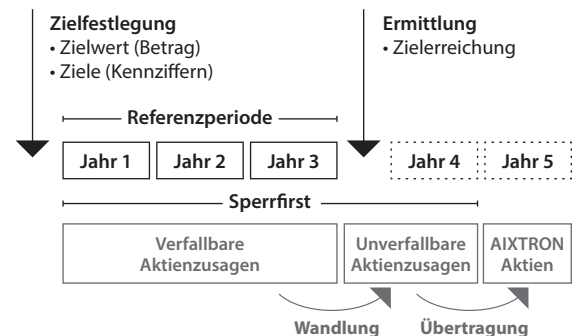 Zielfestlegung
• Zielwert (Betrag)
• Ziele (Kennziffern)
Ermittlung
• Zielerreichung
Referenzperiode
Jahr 1
Jahr 2
Jahr 3
Jahr 4
Jahr 5
Sperrfirst
Verfallbare
Aktienzusagen
Unverfallbare
Aktienzusagen
AIXTRON
Aktien
Wandlung
Übertragung